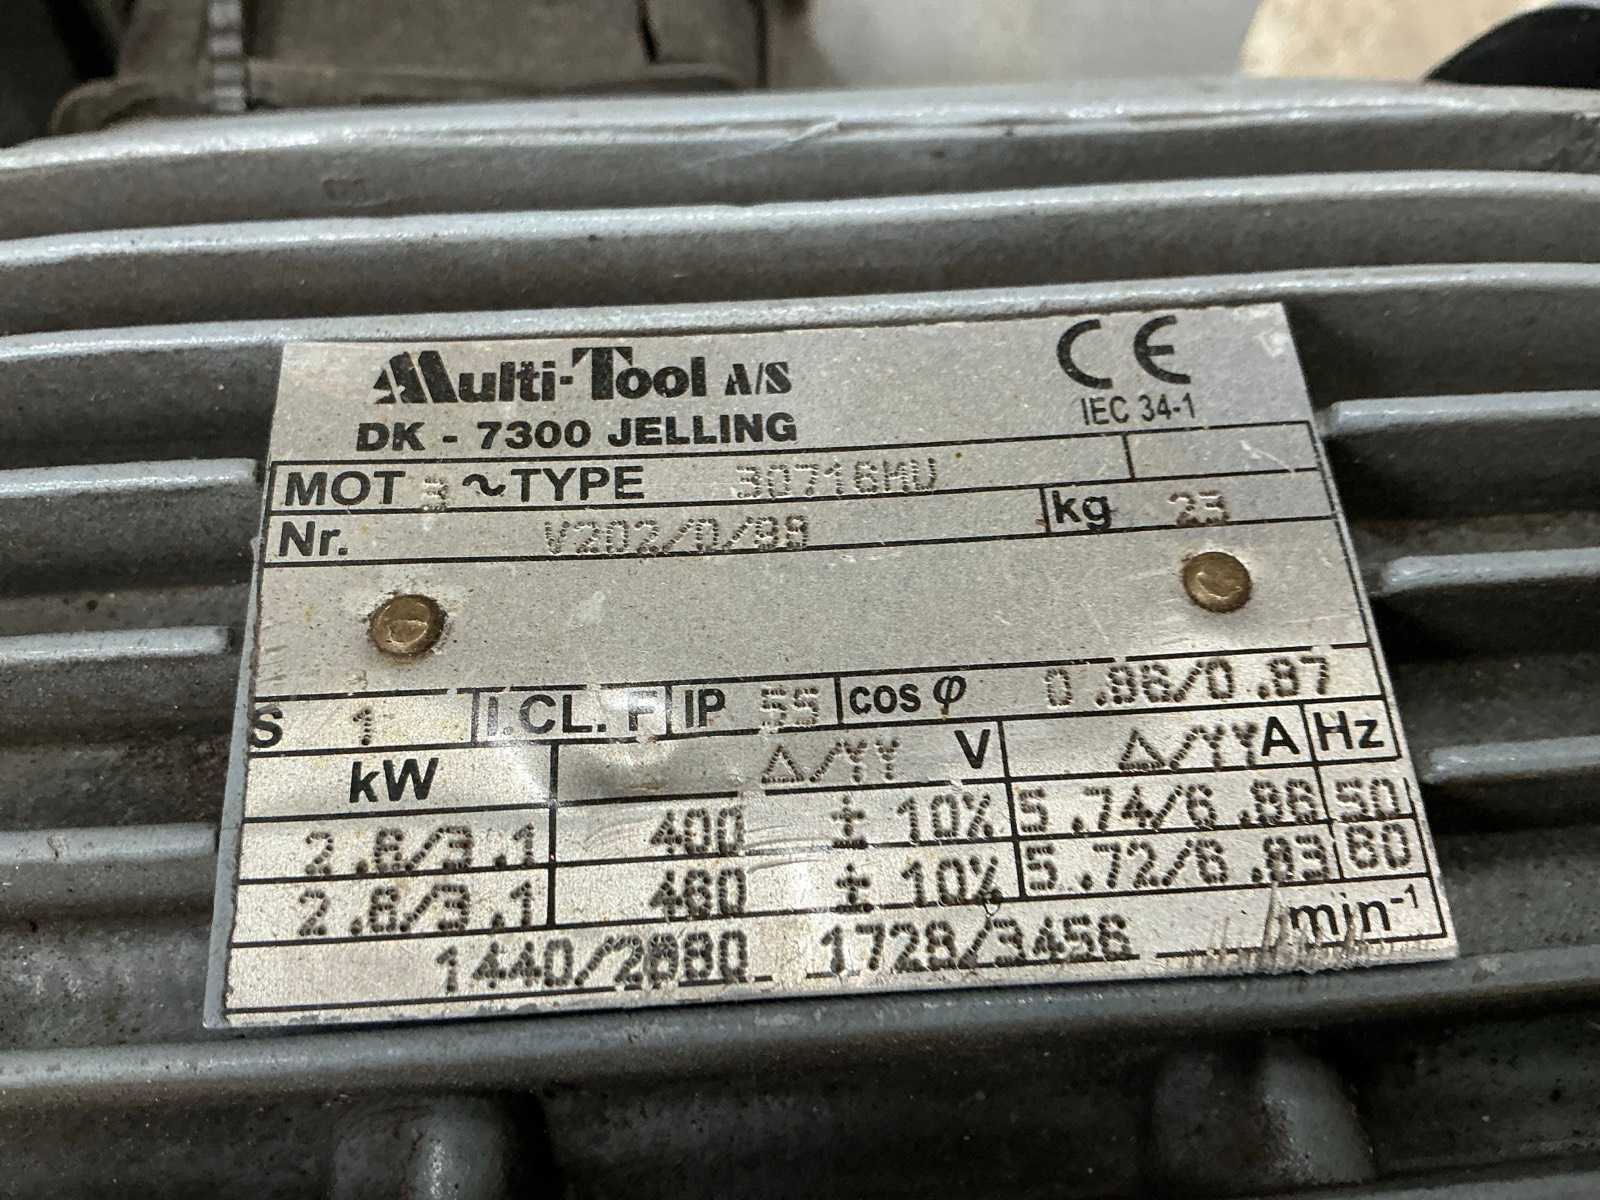 Multi-Tool A/S
DK - 7300 JELLING
CE
IEC 34-1
MOT 3 ~ TYPE 30716MV
Nr. V202/0/88 kg 23
S 1 I.CL. F IP 55 cos φ 0.86/0.87
kW Δ/YY V Δ/YY A Hz
2.6/3.1 400 ± 10% 5.74/6.86 50
2.6/3.1 460 ± 10% 5.72/6.83 60
1440/2880 1728/3456 min-1